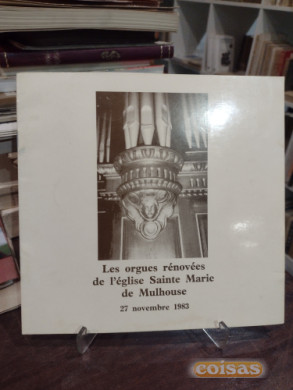 Les orgues rénovées
de l'église Sainte Marie
de Mulhouse
27 novembre 1983
coisas